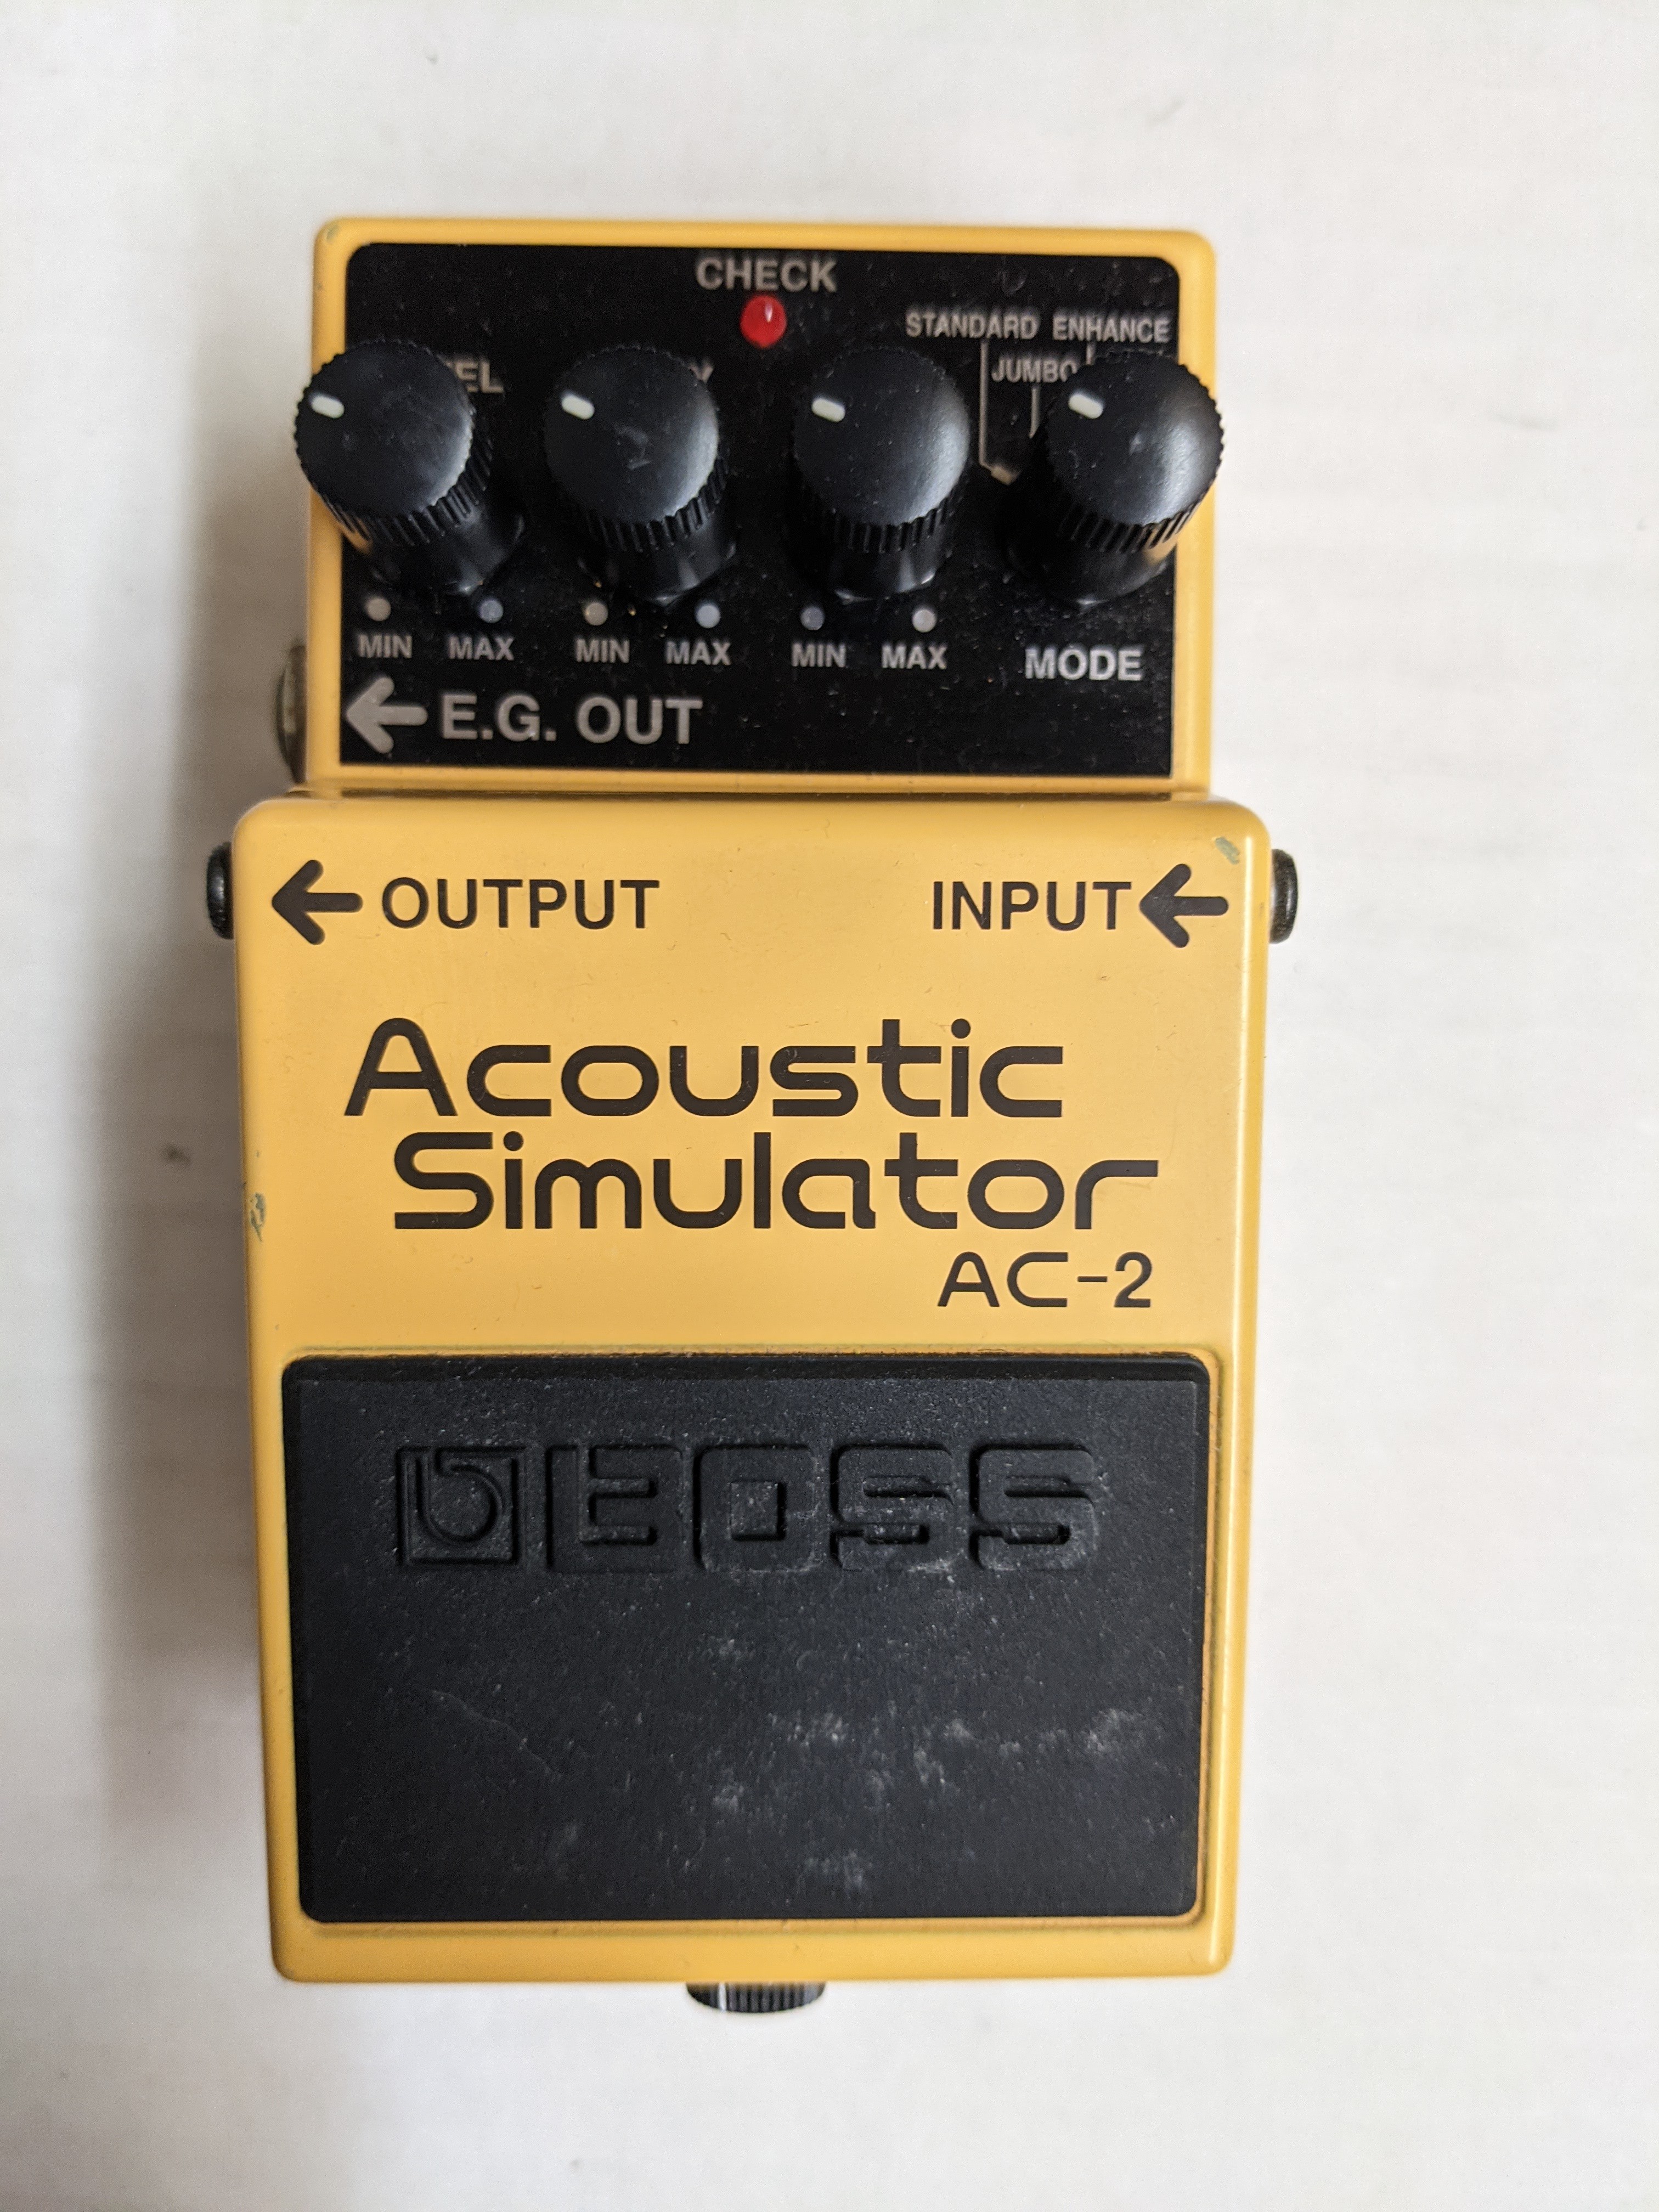 CHECK
STANDARD ENHANCE
JUMBO
MIN MAX MIN MAX MIN MAX MODE
E.G. OUT
OUTPUT INPUT
Acoustic
Simulator
AC-2
BOSS